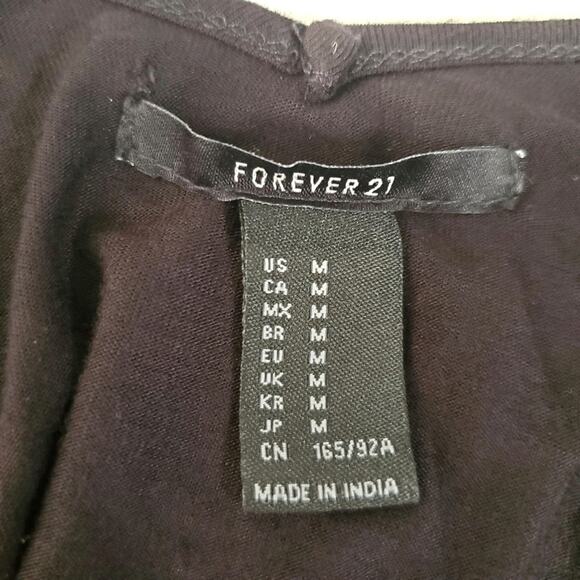 FOREVER 21
US M
CA M
MX M
BR M
EU M
UK M
KR M
JP M
CN 165/92A
MADE IN INDIA